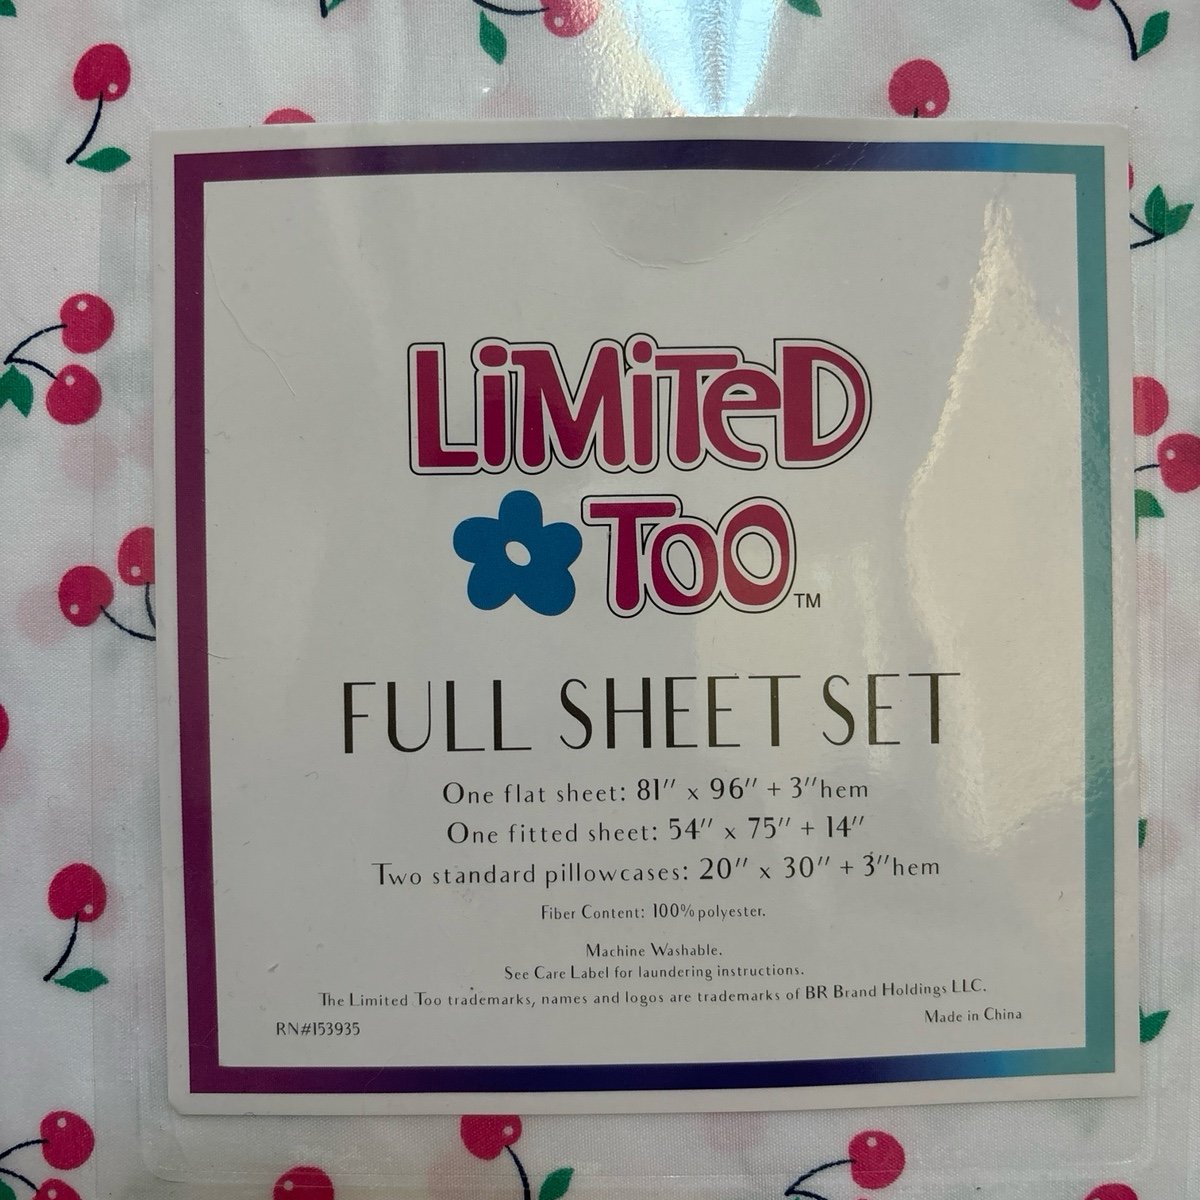 LiMiTeD
TOO™
FULL SHEET SET
One flat sheet: 81″ x 96″ + 3″hem
One fitted sheet: 54″ x 75″ + 14″
Two standard pillowcases: 20″ x 30″ + 3″hem
Fiber Content: 100% polyester.
Machine Washable.
See Care Label for laundering instructions.
The Limited Too trademarks, names and logos are trademarks of BR Brand Holdings LLC.
RN#153935
Made in China